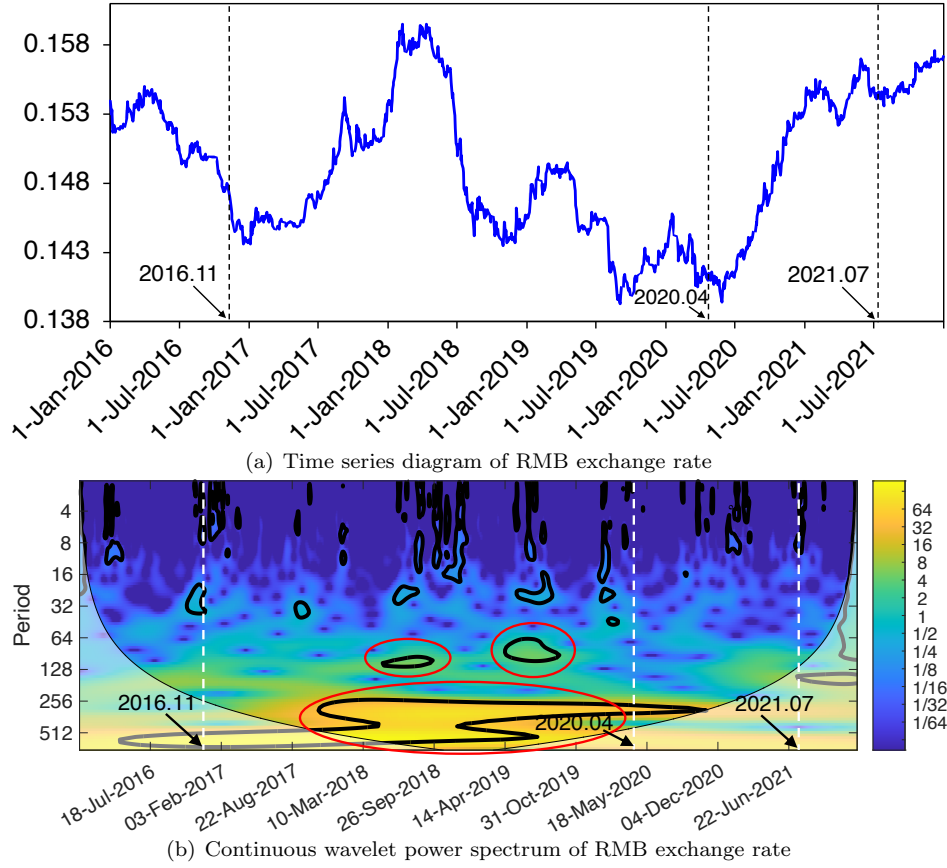 0.158
0.153
0.148
0.143
0.138
2016.11
2020.04
2021.07
1-Jan-2016
1-Jul-2016
1-Jan-2017
1-Jul-2017
1-Jan-2018
1-Jul-2018
1-Jan-2019
1-Jul-2019
1-Jan-2020
1-Jul-2020
1-Jan-2021
1-Jul-2021
(a) Time series diagram of RMB exchange rate
Period
4
8
16
32
64
128
256
512
2016.11
2020.04
2021.07
64
32
16
8
4
2
1
1/2
1/4
1/8
1/16
1/32
1/64
18-Jul-2016
03-Feb-2017
22-Aug-2017
10-Mar-2018
26-Sep-2018
14-Apr-2019
31-Oct-2019
18-May-2020
04-Dec-2020
22-Jun-2021
(b) Continuous wavelet power spectrum of RMB exchange rate